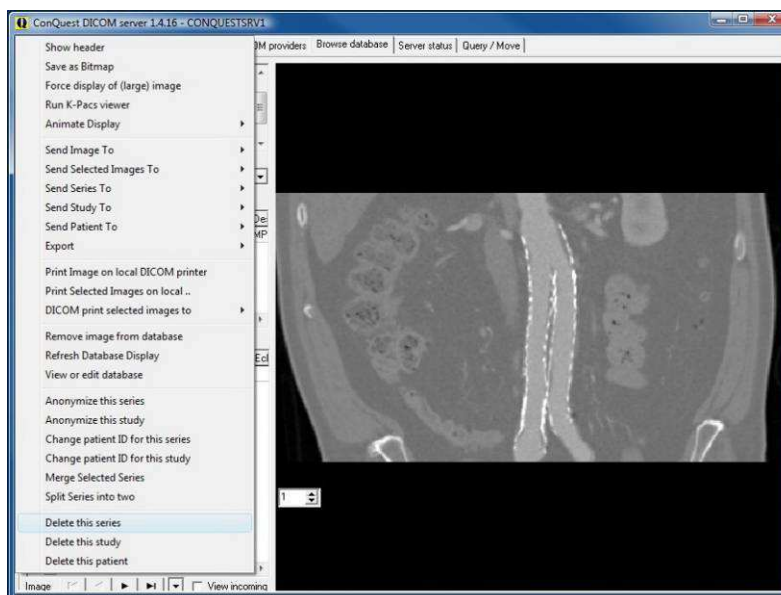 ConQuest DICOM server 1.4.16 - CONQUESTSRV1
OM providers Browse database Server status Query / Move
Show header
Save as Bitmap
Force display of (large) image
Run K-Pacs viewer
Animate Display
Send Image To
Send Selected Images To
Send Series To
Send Study To
Send Patient To
Export
De
MP
Print Image on local DICOM printer
Print Selected Images on local ..
DICOM print selected images to
Remove image from database
Refresh Database Display
View or edit database
Ecl
Anonymize this series
Anonymize this study
Change patient ID for this series
Change patient ID for this study
Merge Selected Series
Split Series into two
1
Delete this series
Delete this study
Delete this patient
Image View incoming